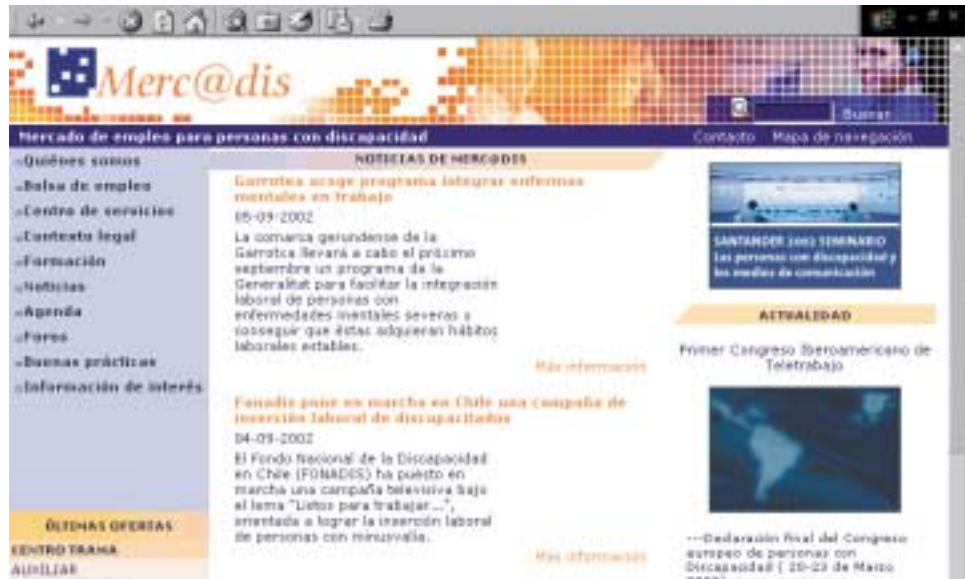 Merc@dis
Buscar
Mercado de empleo para personas con discapacidad
Contacto Mapa de navegación
Quiénes somos
Bolsa de empleo
Centro de servicios
Contexto legal
Formación
Noticias
Agenda
Foros
Buenas prácticas
Información de interés
ÚLTIMAS OFERTAS
CENTRO TRAMA
AUXILIAR
NOTICIAS DE MERC@DIS
Garrotxa acoge programa integrar enfermos
mentales en trabajo
05-09-2002
La comarca gerundense de la
Garrotxa llevará a cabo el próximo
septiembre un programa de la
Generalitat para facilitar la integración
laboral de personas con
enfermedades mentales severas y
conseguir que éstas adquieran hábitos
laborales estables.
Más información
Fonadis pone en marcha en Chile una campaña de
inserción laboral de discapacitados
04-09-2002
El Fondo Nacional de la Discapacidad
en Chile (FONADIS) ha puesto en
marcha una campaña televisiva bajo
el lema "Listos para trabajar...",
orientada a lograr la inserción laboral
de personas con minusvalía.
Más información
SANTANDER 2002 SEMINARIO
Las personas con discapacidad y
los medios de comunicación
ACTUALIDAD
Primer Congreso Iberoamericano de
Teletrabajo
---Declaración final del Congreso
europeo de personas con
Discapacidad ( 20-23 de Marzo